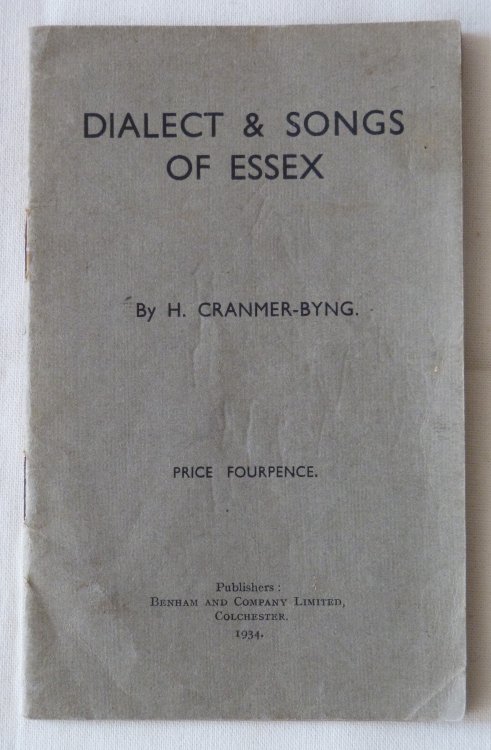 DIALECT & SONGS
OF ESSEX
By H. CRANMER-BYNG.
PRICE FOURPENCE.
Publishers :
BENHAM AND COMPANY LIMITED,
COLCHESTER.
1934.